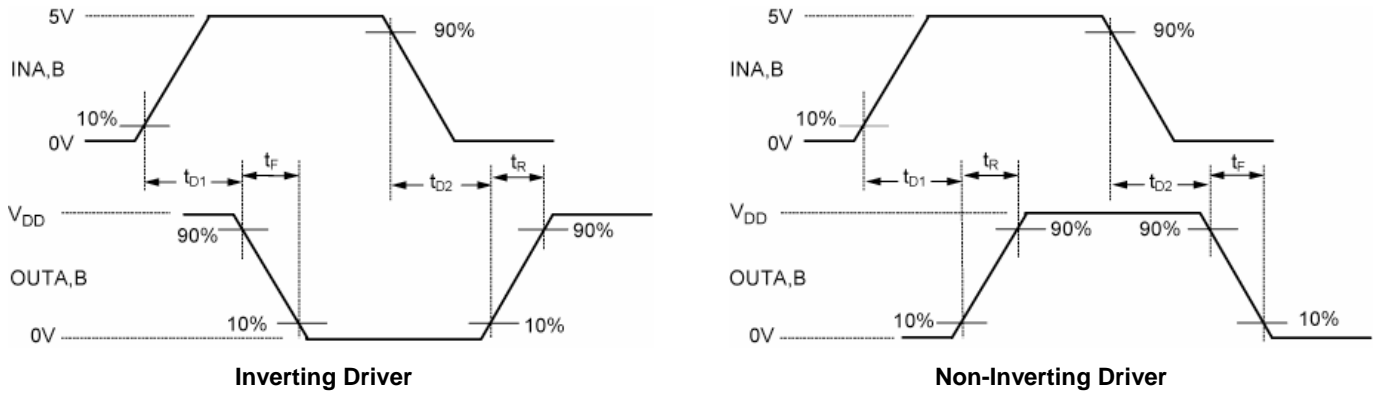 5V
90%
INA,B
10%
0V
tD1
tF
tD2
tR
VDD
90%
90%
OUTA,B
10%
10%
0V
Inverting Driver
5V
90%
INA,B
10%
0V
tD1
tR
tD2
tF
VDD
90%
90%
OUTA,B
10%
10%
0V
Non-Inverting Driver